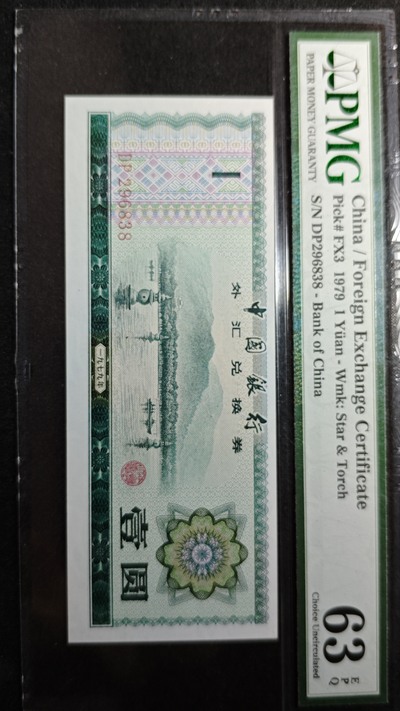 PMG
PAPER MONEY GUARANTY
China / Foreign Exchange Certificate
Pick# FX3 1979 1 Yüan - Wmk: Star & Torch
S/N DP296838 - Bank of China
63 EPQ
Choice Uncirculated
中国银行
外汇兑换券
1
DP296838
壹圆
一九七九年